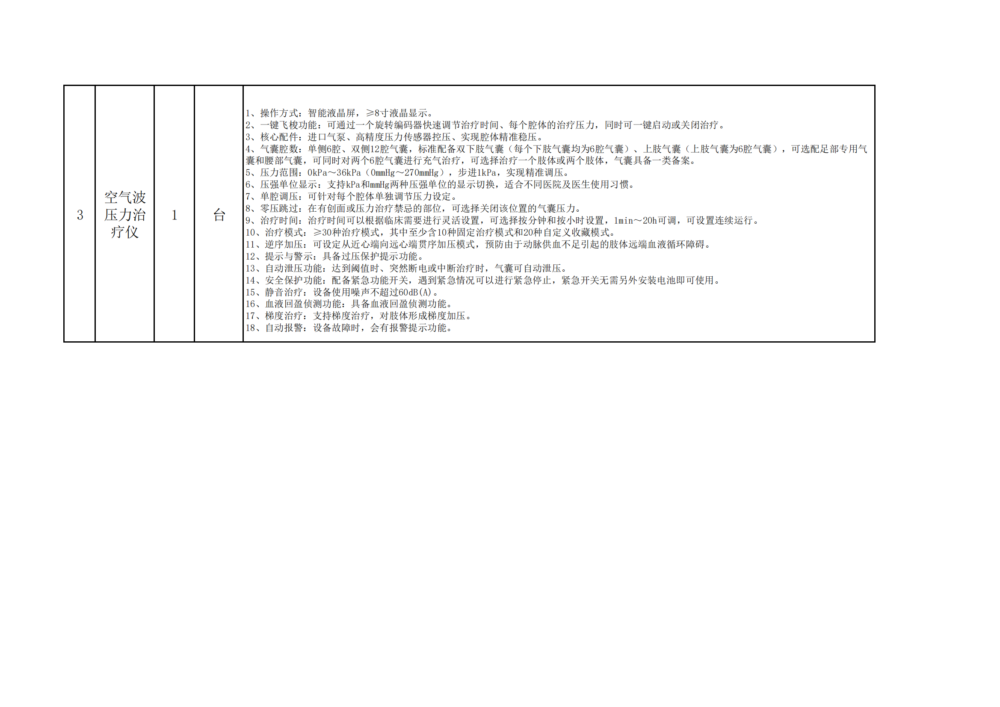 3
空气波
压力治
疗仪
1
台
1、操作方式：智能液晶屏，≥8寸液晶显示。
2、一键飞梭功能：可通过一个旋转编码器快速调节治疗时间、每个腔体的治疗压力，同时可一键启动或关闭治疗。
3、核心配件：进口气泵、高精度压力传感器控压、实现腔体精准稳压。
4、气囊腔数：单侧6腔、双侧12腔气囊，标准配备双下肢气囊（每个下肢气囊均为6腔气囊）、上肢气囊（上肢气囊为6腔气囊），可选配足部专用气
囊和腰部气囊，可同时对两个6腔气囊进行充气治疗，可选择治疗一个肢体或两个肢体，气囊具备一类备案。
5、压力范围：0kPa～36kPa（0mmHg～270mmHg），步进1kPa，实现精准调压。
6、压强单位显示：支持kPa和mmHg两种压强单位的显示切换，适合不同医院及医生使用习惯。
7、单腔调压：可针对每个腔体单独调节压力设定。
8、零压跳过：在有创面或压力治疗禁忌的部位，可选择关闭该位置的气囊压力。
9、治疗时间：治疗时间可以根据临床需要进行灵活设置，可选择按分钟和按小时设置，1min～20h可调，可设置连续运行。
10、治疗模式：≥30种治疗模式，其中至少含10种固定治疗模式和20种自定义收藏模式。
11、逆序加压：可设定从近心端向远心端贯序加压模式，预防由于动脉供血不足引起的肢体远端血液循环障碍。
12、提示与警示：具备过压保护提示功能。
13、自动泄压功能：达到阈值时、突然断电或中断治疗时，气囊可自动泄压。
14、安全保护功能：配备紧急功能开关，遇到紧急情况可以进行紧急停止，紧急开关无需另外安装电池即可使用。
15、静音治疗：设备使用噪声不超过60dB(A)。
16、血液回盈侦测功能：具备血液回盈侦测功能。
17、梯度治疗：支持梯度治疗，对肢体形成梯度加压。
18、自动报警：设备故障时，会有报警提示功能。